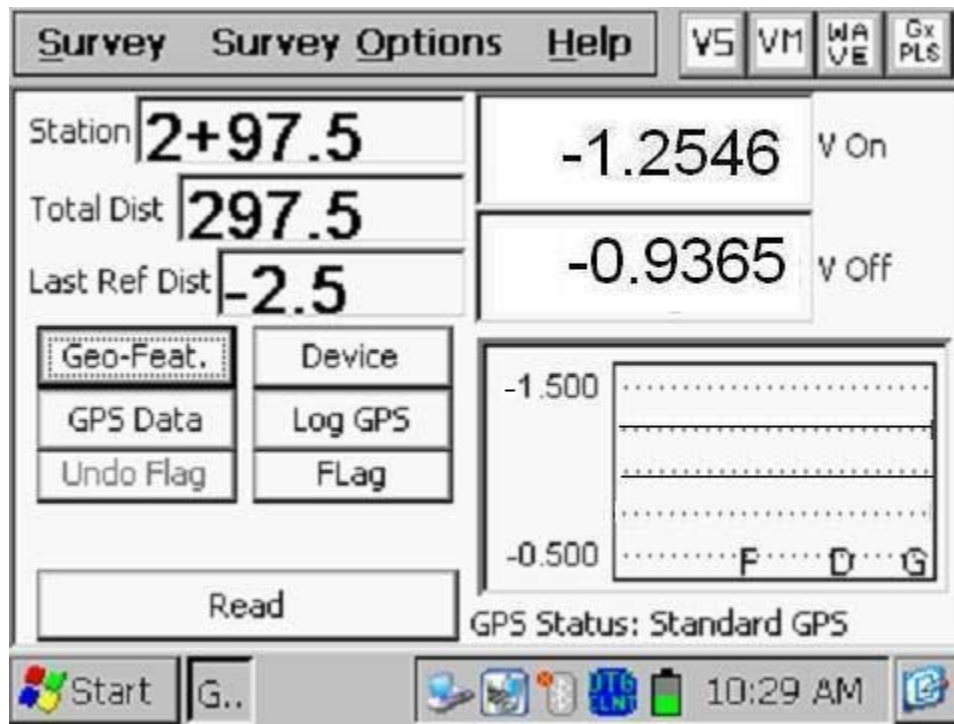 Survey Survey Options Help VS VM WA VE Gx PLS
Station 2+97.5
-1.2546 V On
Total Dist 297.5
-0.9365 V Off
Last Ref Dist -2.5
Geo-Feat. Device
GPS Data Log GPS
Undo Flag FLag
Read
-1.500
-0.500
F D G
GPS Status: Standard GPS
Start G.. DTG CLNT 10:29 AM